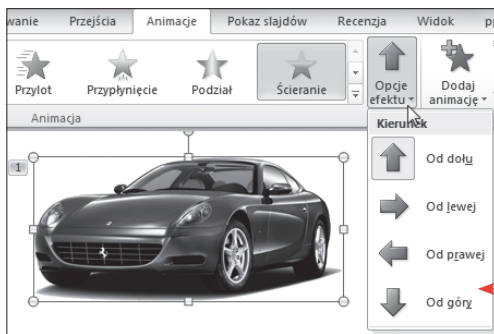 wanie Przejścia Animacje Pokaz slajdów Recenzja Widok
Przylot Przypłynięcie Podział Ścieranie Opcje efektu Dodaj animację
Animacja
Kierunek
1
Od dołu
Od lewej
Od prawej
Od góry